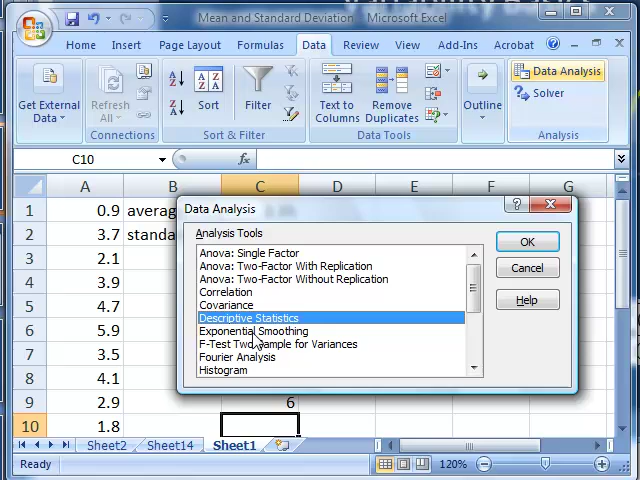 Mean and Standard Deviation - Microsoft Excel
Home Insert Page Layout Formulas Data Review View Add-Ins Acrobat
Get External Data
Refresh All
Connections
Sort
Filter
Sort & Filter
Text to Columns
Remove Duplicates
Data Tools
Outline
Data Analysis
Solver
Analysis
C10
fx
A B C D E F G
1 0.9
2 3.7
3 2.1
4 3.9
5 4.7
6 5.9
7 3.5
8 4.1
9 2.9 6
10 1.8
Data Analysis
Analysis Tools
Anova: Single Factor
Anova: Two-Factor With Replication
Anova: Two-Factor Without Replication
Correlation
Covariance
Descriptive Statistics
Exponential Smoothing
F-Test Two-Sample for Variances
Fourier Analysis
Histogram
OK
Cancel
Help
Sheet2 Sheet14 Sheet1
Ready
120%